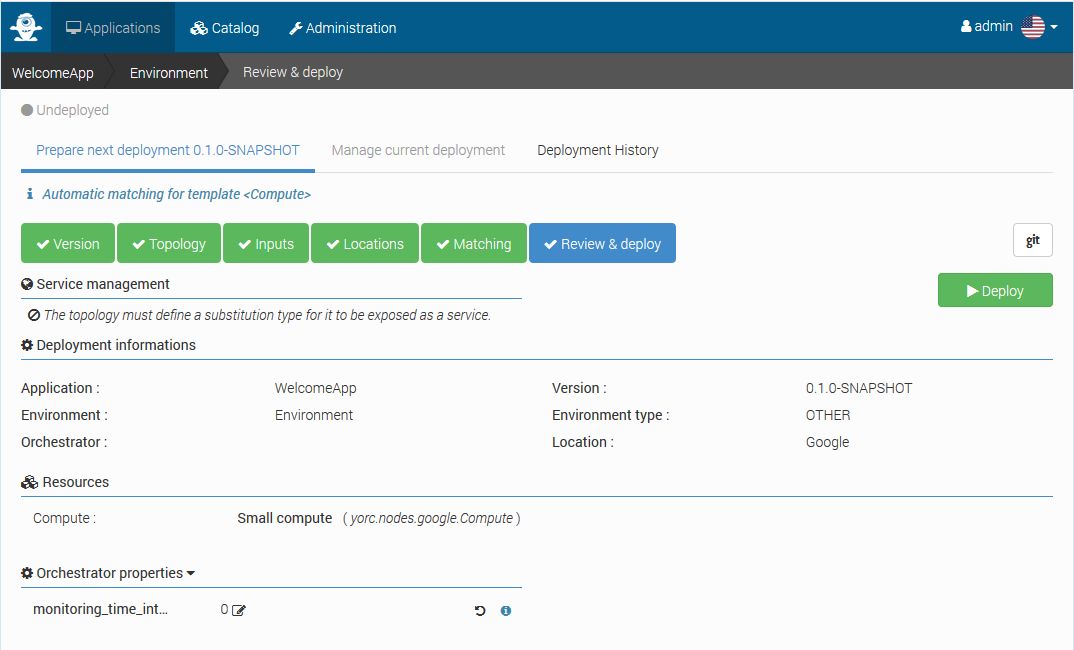 Applications Catalog Administration admin
WelcomeApp Environment Review & deploy
Undeployed
Prepare next deployment 0.1.0-SNAPSHOT Manage current deployment Deployment History
Automatic matching for template <Compute>
Version Topology Inputs Locations Matching Review & deploy git
Service management
Deploy
The topology must define a substitution type for it to be exposed as a service.
Deployment informations
Application : WelcomeApp Version : 0.1.0-SNAPSHOT
Environment : Environment Environment type : OTHER
Orchestrator : Location : Google
Resources
Compute : Small compute ( yorc.nodes.google.Compute )
Orchestrator properties
monitoring_time_int... 0